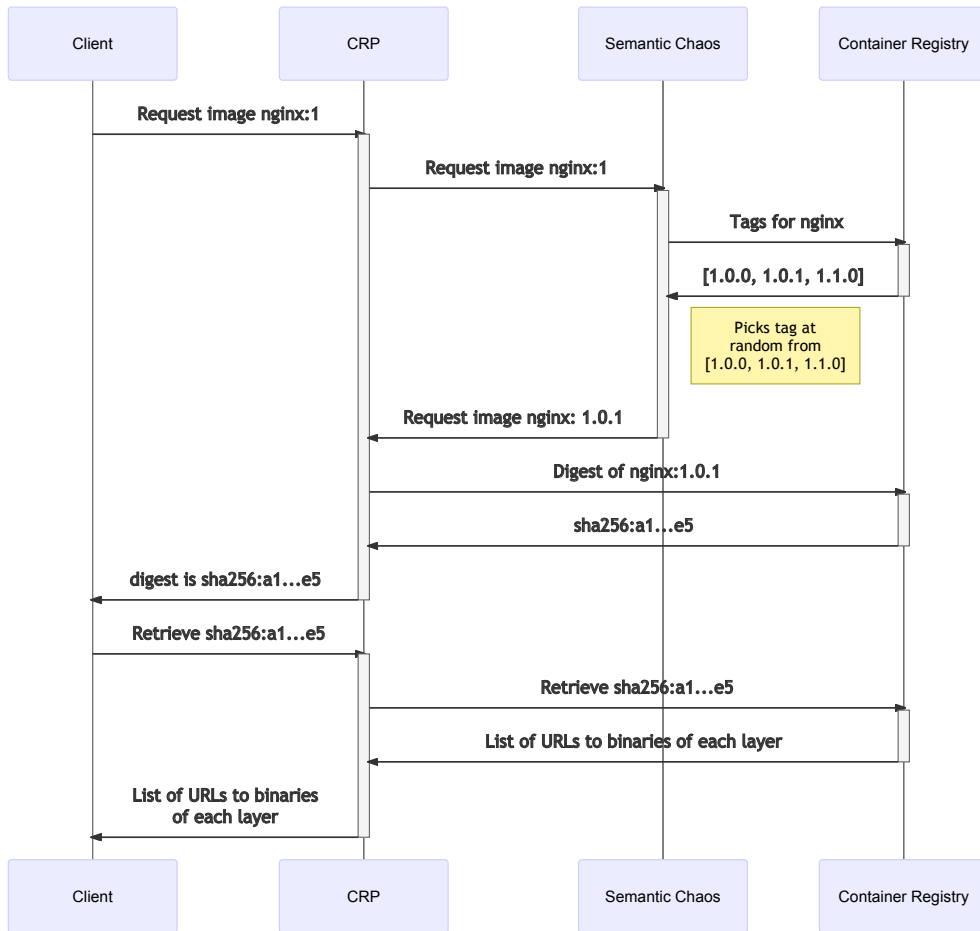 Client
CRP
Semantic Chaos
Container Registry
Request image nginx:1
Request image nginx:1
Tags for nginx
[1.0.0, 1.0.1, 1.1.0]
Picks tag at
random from
[1.0.0, 1.0.1, 1.1.0]
Request image nginx: 1.0.1
Digest of nginx:1.0.1
sha256:a1...e5
digest is sha256:a1...e5
Retrieve sha256:a1...e5
Retrieve sha256:a1...e5
List of URLs to binaries of each layer
List of URLs to binaries
of each layer
Client
CRP
Semantic Chaos
Container Registry